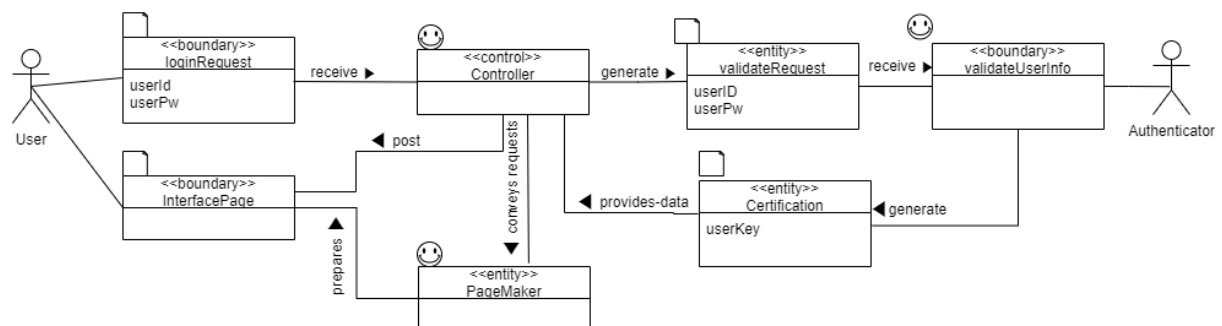 <<boundary>>
loginRequest
userId
userPw
receive
<<control>>
Controller
generate
<<entity>>
validateRequest
userID
userPw
receive
<<boundary>>
validateUserInfo
User
Authenticator
post
conveys requests
<<boundary>>
InterfacePage
provides-data
<<entity>>
Certification
userKey
generate
prepares
<<entity>>
PageMaker